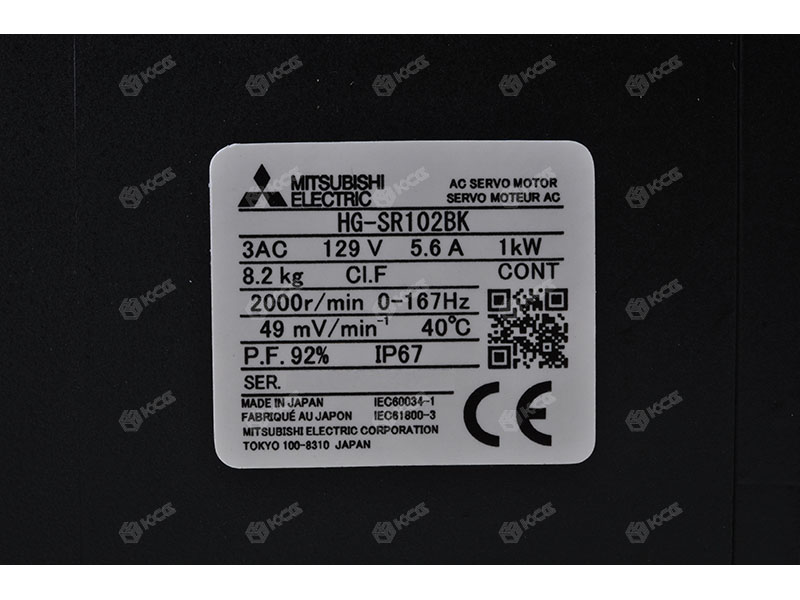 MITSUBISHI ELECTRIC
AC SERVO MOTOR
SERVO MOTEUR AC
HG-SR102BK
3AC 129 V 5.6 A 1kW
8.2 kg CI.F CONT
2000r/min 0-167Hz
49 mV/min⁻¹ 40℃
P.F. 92% IP67
SER.
MADE IN JAPAN IEC60034-1
FABRIQUÉ AU JAPON IEC61800-3
MITSUBISHI ELECTRIC CORPORATION
TOKYO 100-8310 JAPAN
CE